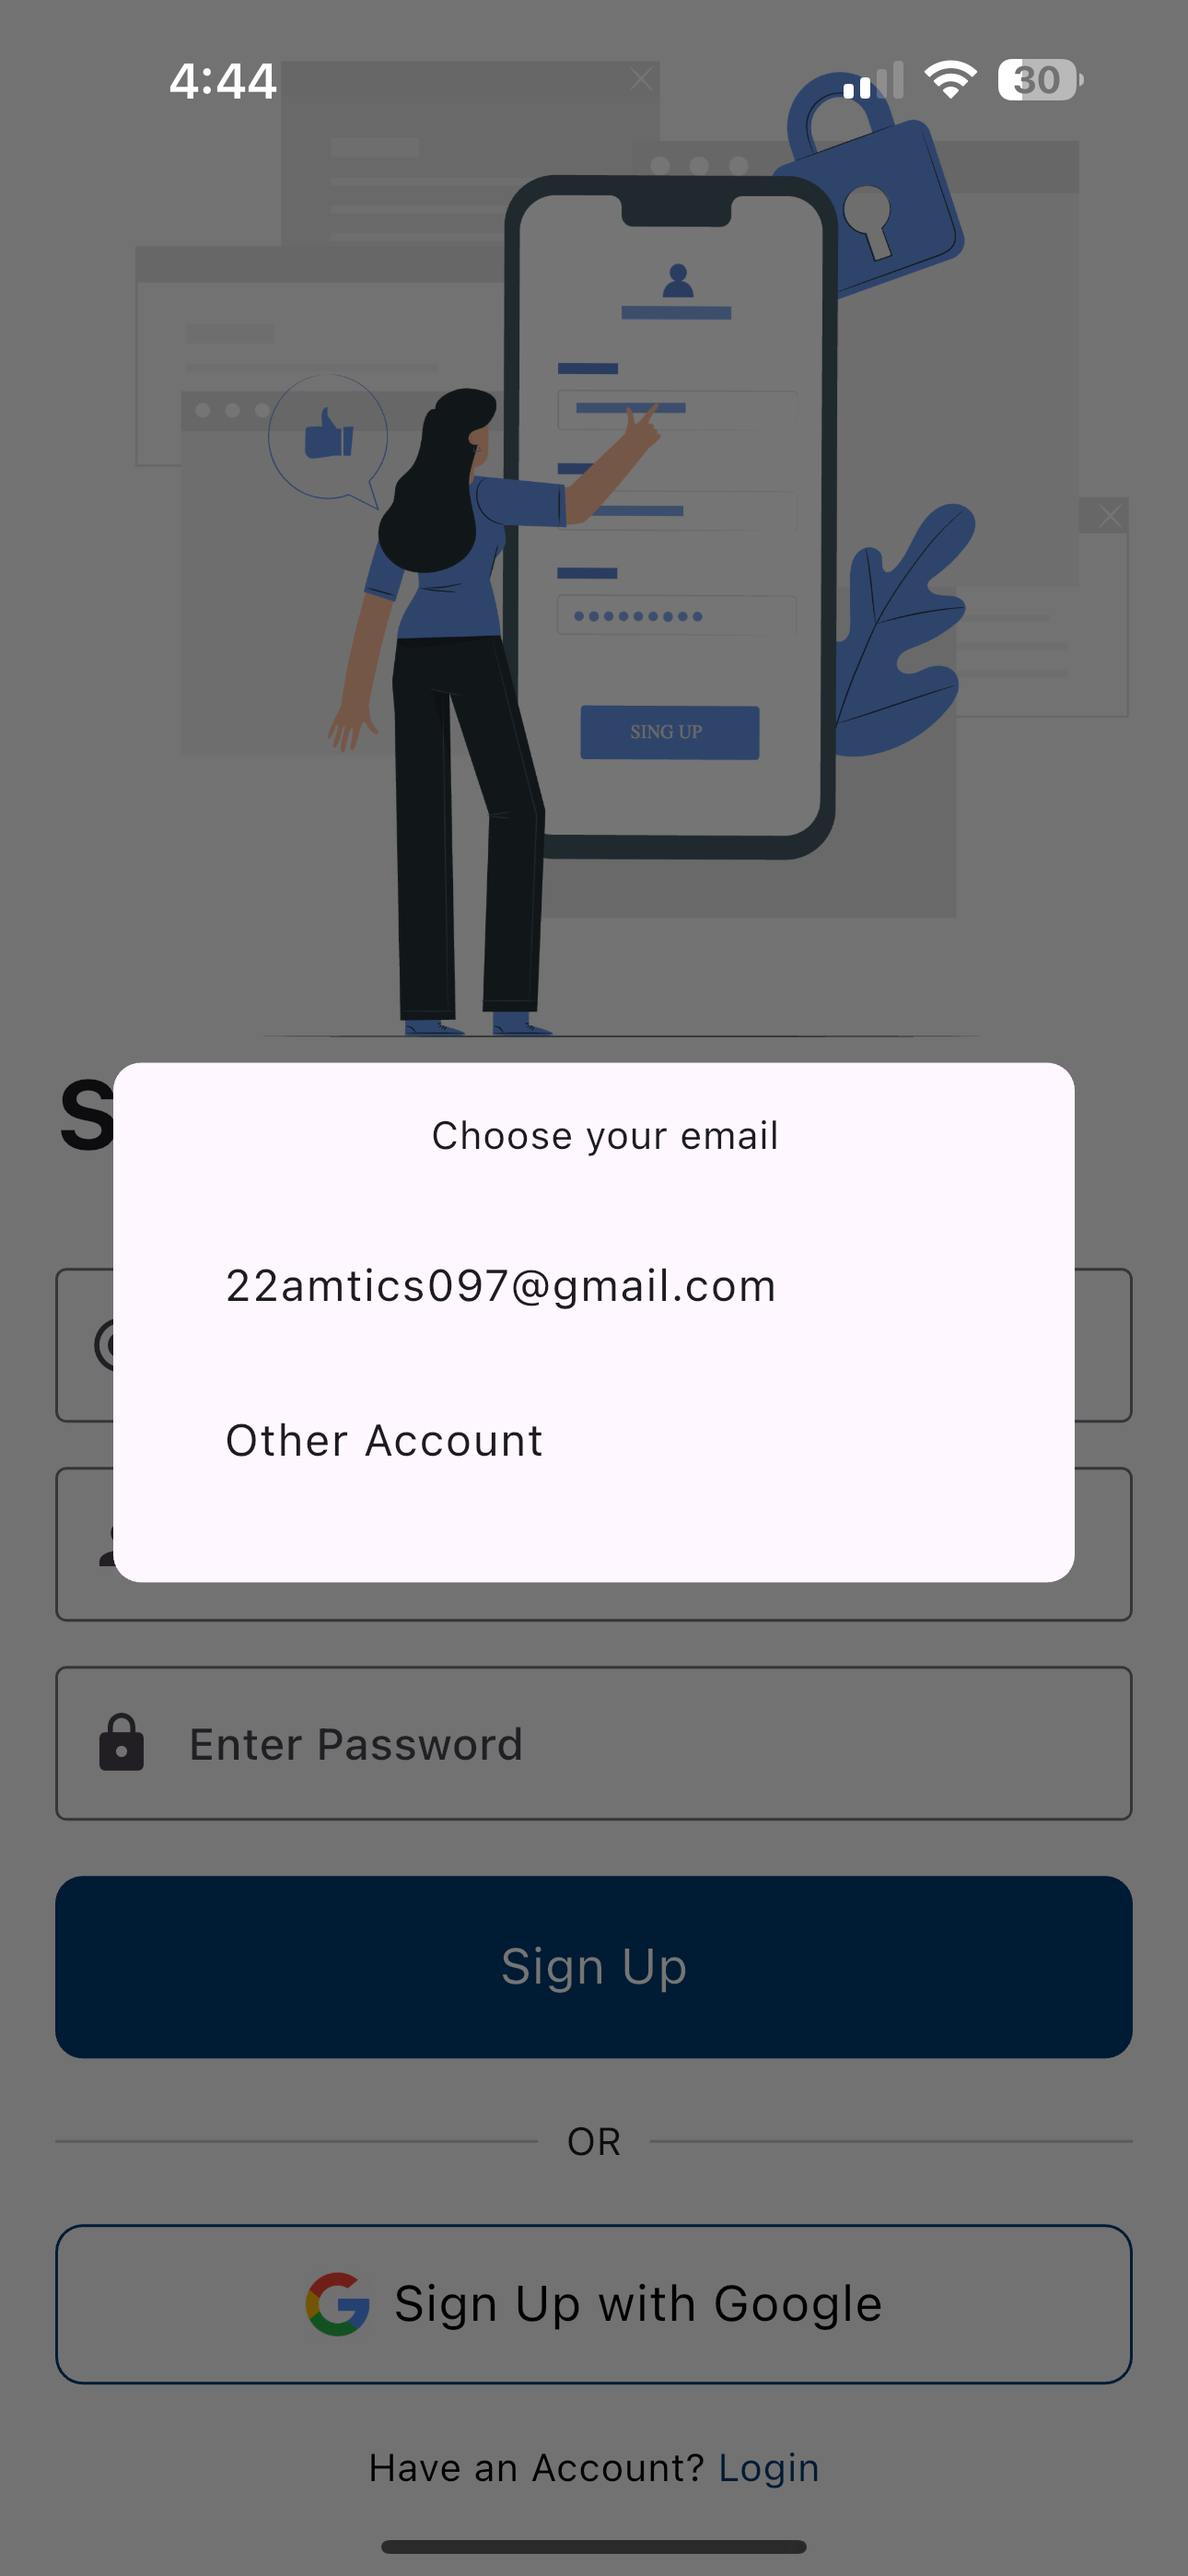 4:44
30
SING UP
S
Choose your email
22amtics097@gmail.com
Other Account
Enter Password
Sign Up
OR
Sign Up with Google
Have an Account? Login